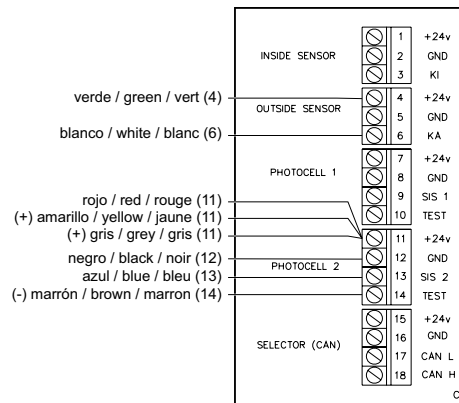 1 +24v
INSIDE SENSOR 2 GND
3 KI
verde / green / vert (4) 4 +24v
OUTSIDE SENSOR 5 GND
blanco / white / blanc (6) 6 KA
7 +24v
PHOTOCELL 1 8 GND
9 SIS 1
rojo / red / rouge (11) 10 TEST
(+) amarillo / yellow / jaune (11)
(+) gris / grey / gris (11) 11 +24v
negro / black / noir (12) 12 GND
PHOTOCELL 2
azul / blue / bleu (13) 13 SIS 2
(-) marrón / brown / marron (14) 14 TEST
15 +24v
16 GND
SELECTOR (CAN) 17 CAN L
18 CAN H